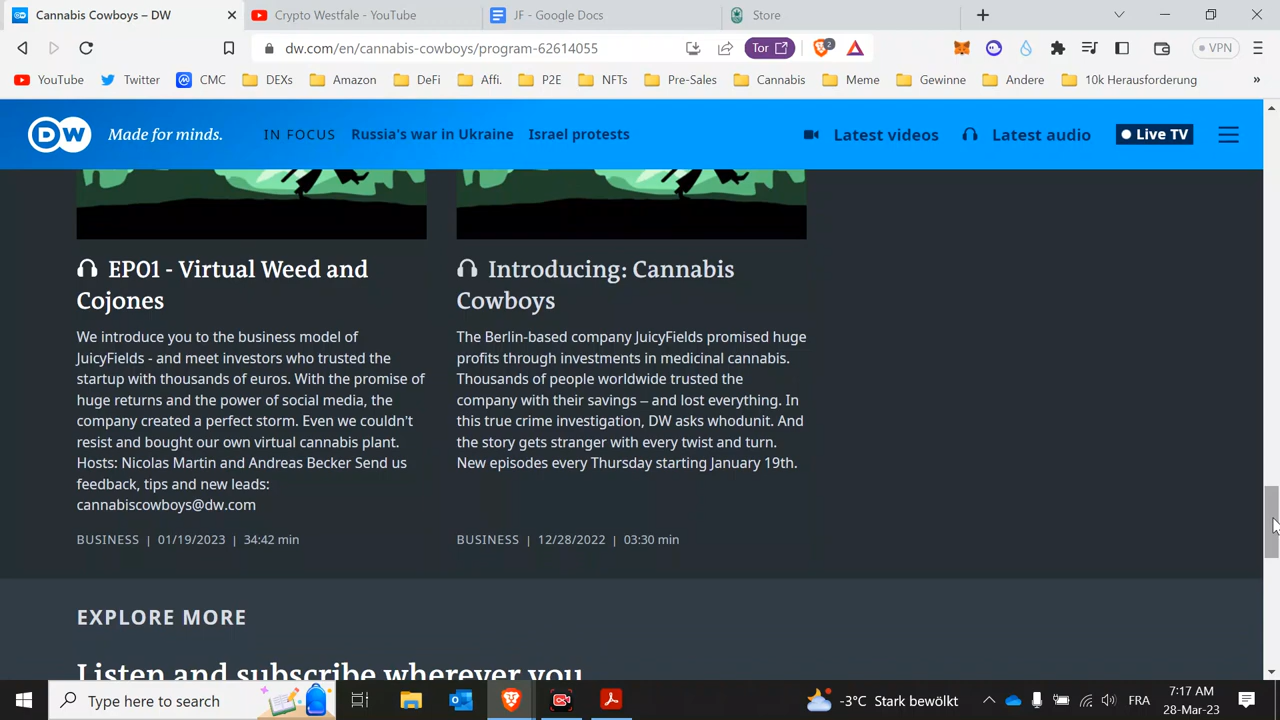 Cannabis Cowboys – DW
Crypto Westfale - YouTube
JF - Google Docs
Store
dw.com/en/cannabis-cowboys/program-62614055
Tor
2
VPN
YouTube
Twitter
CMC
DEXs
Amazon
DeFi
Affi.
P2E
NFTs
Pre-Sales
Cannabis
Meme
Gewinne
Andere
10k Herausforderung
»
DW
Made for minds.
IN FOCUS
Russia's war in Ukraine
Israel protests
Latest videos
Latest audio
Live TV
EP01 - Virtual Weed and
Cojones
We introduce you to the business model of
JuicyFields - and meet investors who trusted the
startup with thousands of euros. With the promise of
huge returns and the power of social media, the
company created a perfect storm. Even we couldn't
resist and bought our own virtual cannabis plant.
Hosts: Nicolas Martin and Andreas Becker Send us
feedback, tips and new leads:
cannabiscowboys@dw.com
BUSINESS | 01/19/2023 | 34:42 min
Introducing: Cannabis
Cowboys
The Berlin-based company JuicyFields promised huge
profits through investments in medicinal cannabis.
Thousands of people worldwide trusted the
company with their savings – and lost everything. In
this true crime investigation, DW asks whodunit. And
the story gets stranger with every twist and turn.
New episodes every Thursday starting January 19th.
BUSINESS | 12/28/2022 | 03:30 min
EXPLORE MORE
Listen and subscribe wherever you
Type here to search
-3°C Stark bewölkt
FRA
7:17 AM
28-Mar-23